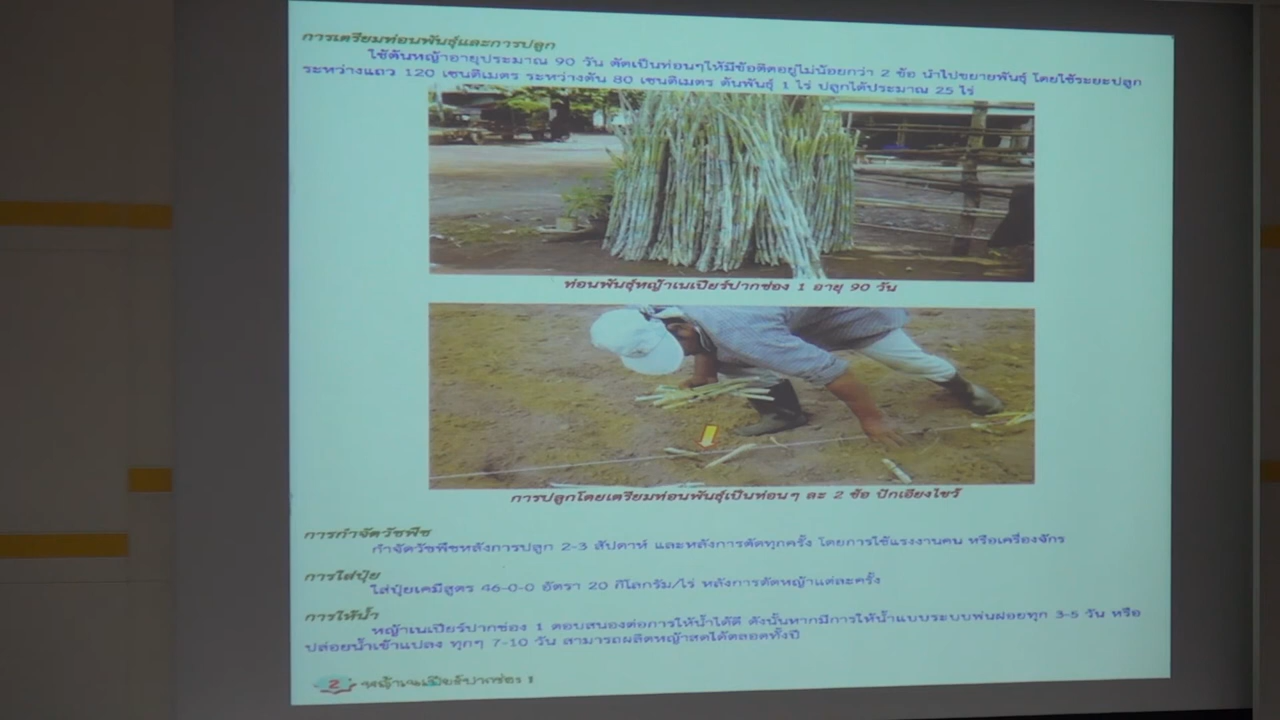 การเตรียมท่อนพันธุ์และการปลูก
ใช้ต้นหญ้าอายุประมาณ 90 วัน ตัดเป็นท่อนๆให้มีข้อติดอยู่ไม่น้อยกว่า 2 ข้อ นำไปขยายพันธุ์ โดยใช้ระยะปลูก
ระหว่างแถว 120 เซนติเมตร ระหว่างต้น 80 เซนติเมตร ต้นพันธุ์ 1 ไร่ ปลูกได้ประมาณ 25 ไร่
ท่อนพันธุ์หญ้าเนเปียร์ปากช่อง 1 อายุ 90 วัน
การปลูกโดยเตรียมท่อนพันธุ์เป็นท่อนๆ ละ 2 ข้อ ปักเอียงไขว้
การกำจัดวัชพืช
กำจัดวัชพืชหลังการปลูก 2-3 สัปดาห์ และหลังการตัดทุกครั้ง โดยการใช้แรงงานคน หรือเครื่องจักร
การใส่ปุ๋ย
ใส่ปุ๋ยเคมีสูตร 46-0-0 อัตรา 20 กิโลกรัม/ไร่ หลังการตัดหญ้าแต่ละครั้ง
การให้น้ำ
หญ้าเนเปียร์ปากช่อง 1 ตอบสนองต่อการให้น้ำได้ดี ดังนั้นหากมีการให้น้ำแบบระบบพ่นฝอยทุก 3-5 วัน หรือ
ปล่อยน้ำเข้าแปลง ทุกๆ 7-10 วัน สามารถผลิตหญ้าสดได้ตลอดทั้งปี
2 หญ้าเนเปียร์ปากช่อง 1